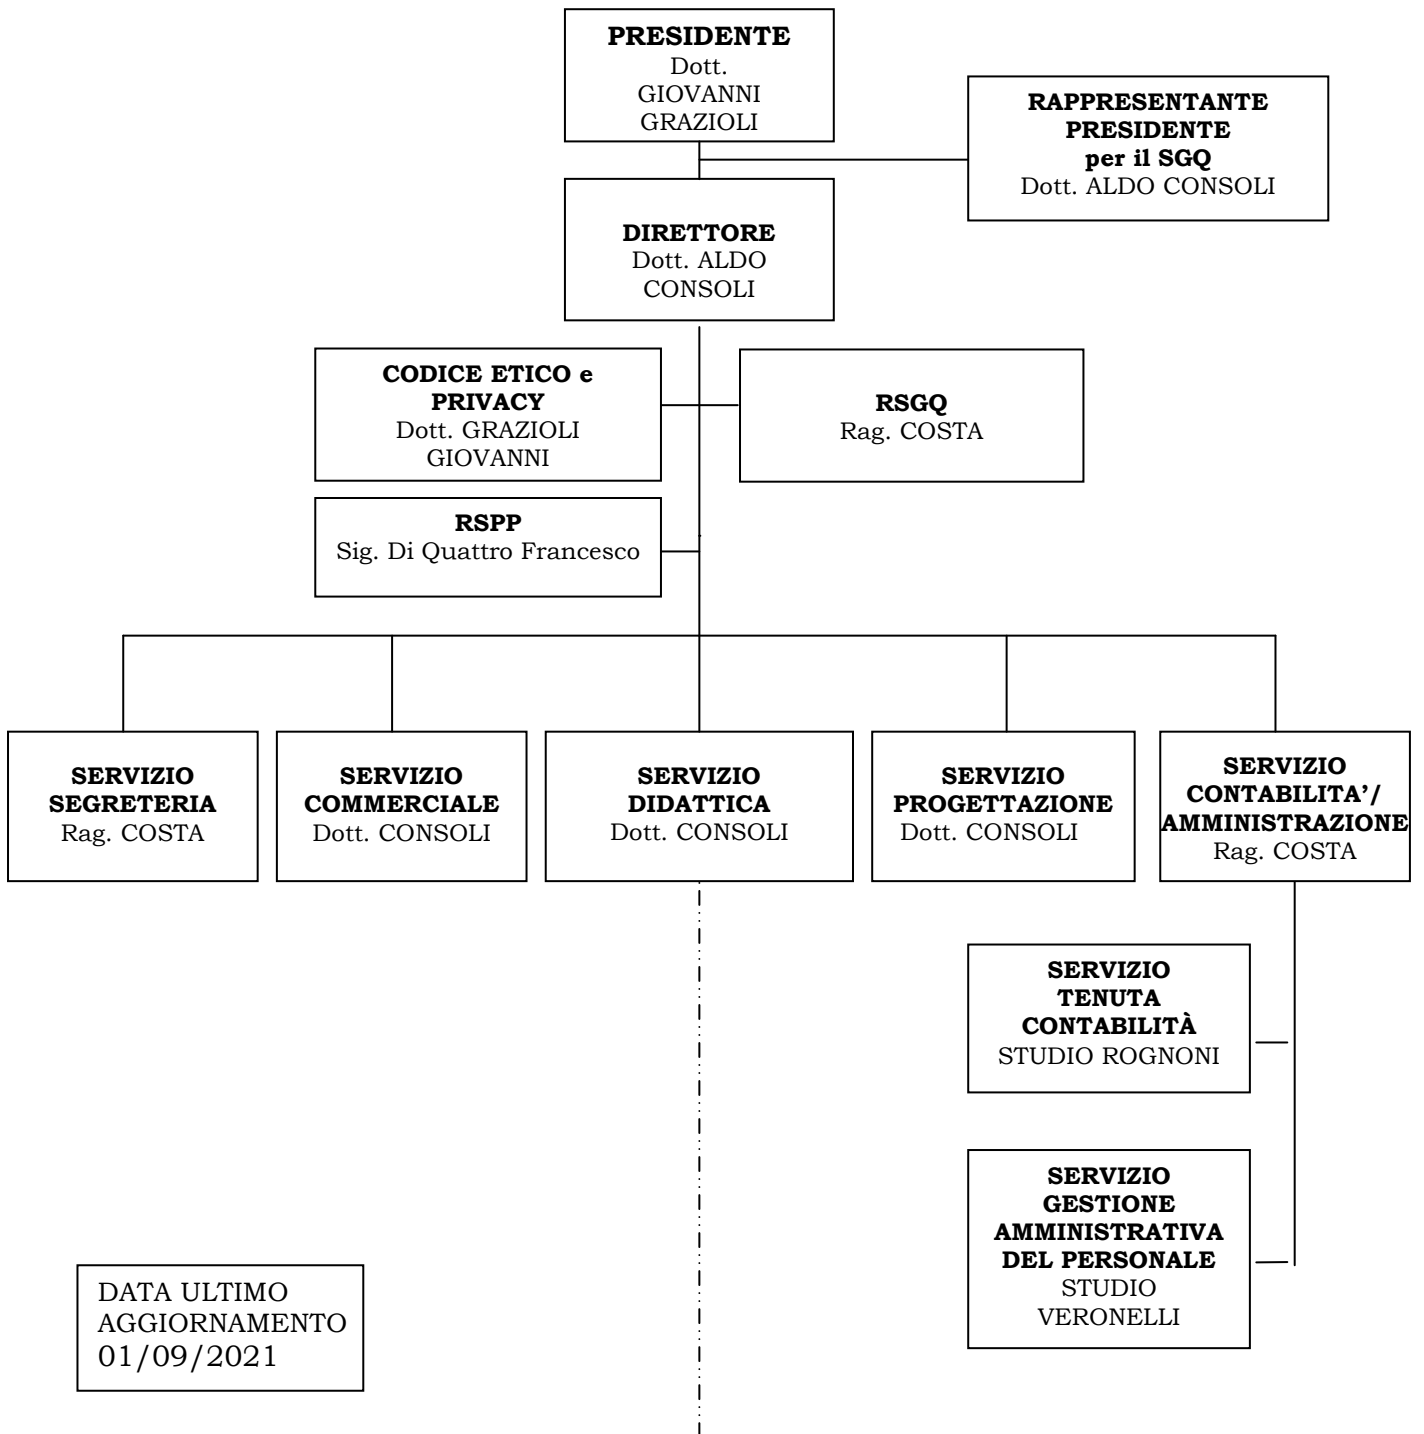 PRESIDENTE
Dott.
GIOVANNI
GRAZIOLI
RAPPRESENTANTE
PRESIDENTE
per il SGQ
Dott. ALDO CONSOLI
DIRETTORE
Dott. ALDO
CONSOLI
CODICE ETICO e
PRIVACY
Dott. GRAZIOLI
GIOVANNI
RSGQ
Rag. COSTA
RSPP
Sig. Di Quattro Francesco
SERVIZIO
SEGRETERIA
Rag. COSTA
SERVIZIO
COMMERCIALE
Dott. CONSOLI
SERVIZIO
DIDATTICA
Dott. CONSOLI
SERVIZIO
PROGETTAZIONE
Dott. CONSOLI
SERVIZIO
CONTABILITA’/
AMMINISTRAZIONE
Rag. COSTA
SERVIZIO
TENUTA
CONTABILITÀ
STUDIO ROGNONI
SERVIZIO
GESTIONE
AMMINISTRATIVA
DEL PERSONALE
STUDIO
VERONELLI
DATA ULTIMO
AGGIORNAMENTO
01/09/2021